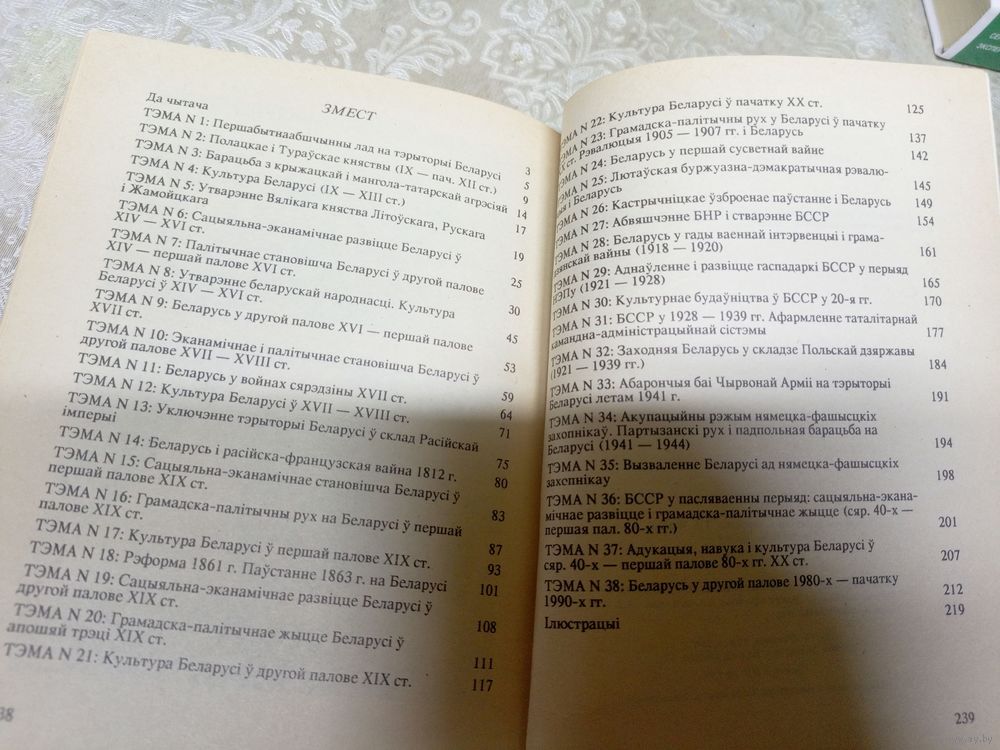 ЗМЕСТ
Да чытача 3
ТЭМА N 1: Першабытнаабшчынны лад на тэрыторыі Беларусі 5
ТЭМА N 2: Полацкае і Тураўскае княствы (IX — пач. XII ст.) 9
ТЭМА N 3: Барацьба з крыжацкай і мангола-татарскай агрэсіяй 14
ТЭМА N 4: Культура Беларусі (IX — XIII ст.) 17
ТЭМА N 5: Утварэнне Вялікага княства Літоўскага, Рускага
і Жамойцкага 19
ТЭМА N 6: Сацыяльна-эканамічнае развіццё Беларусі ў
XIV — XVI ст. 25
ТЭМА N 7: Палітычнае становішча Беларусі ў другой палове
XIV — першай палове XVI ст. 30
ТЭМА N 8: Утварэнне беларускай народнасці. Культура
Беларусі ў XIV — XVI ст. 45
ТЭМА N 9: Беларусь у другой палове XVI — першай палове
XVII ст. 53
ТЭМА N 10: Эканамічнае і палітычнае становішча Беларусі ў
другой палове XVII — XVIII ст. 59
ТЭМА N 11: Беларусь у войнах сярэдзіны XVII ст. 64
ТЭМА N 12: Культура Беларусі ў XVII — XVIII ст. 71
ТЭМА N 13: Уключэнне тэрыторыі Беларусі ў склад Расійскай
імперыі 75
ТЭМА N 14: Беларусь і расійска-французская вайна 1812 г. 80
ТЭМА N 15: Сацыяльна-эканамічнае становішча Беларусі ў
першай палове XIX ст. 83
ТЭМА N 16: Грамадска-палітычны рух на Беларусі ў першай
палове XIX ст. 87
ТЭМА N 17: Культура Беларусі ў першай палове XIX ст. 93
ТЭМА N 18: Рэформа 1861 г. Паўстанне 1863 г. на Беларусі 101
ТЭМА N 19: Сацыяльна-эканамічнае развіццё Беларусі ў
другой палове XIX ст. 108
ТЭМА N 20: Грамадска-палітычнае жыццё Беларусі ў
апошяй трэці XIX ст. 111
ТЭМА N 21: Культура Беларусі ў другой палове XIX ст. 117
38
ТЭМА N 22: Культура Беларусі ў пачатку XX ст. 125
ТЭМА N 23: Грамадска-палітычны рух у Беларусі ў пачатку
XX ст. Рэвалюцыя 1905 — 1907 гг. і Беларусь 137
ТЭМА N 24: Беларусь у першай сусветнай вайне 142
ТЭМА N 25: Лютаўская буржуазна-дэмакратычная рэвалю-
я і Беларусь 145
ТЭМА N 26: Кастрычніцкае ўзброенае паўстанне і Беларусь 149
ТЭМА N 27: Абвяшчэнне БНР і стварэнне БССР 154
ТЭМА N 28: Беларусь у гады ваеннай інтэрвенцыі і грама-
дзянскай вайны (1918 — 1920) 161
ТЭМА N 29: Аднаўленне і развіццё гаспадаркі БССР у перыяд
НЭПу (1921 — 1928) 165
ТЭМА N 30: Культурнае будаўніцтва ў БССР у 20-я гг. 170
ТЭМА N 31: БССР у 1928 — 1939 гг. Афармленне таталітарнай
камандна-адміністрацыйнай сістэмы 177
ТЭМА N 32: Заходняя Беларусь у складзе Польскай дзяржавы
(1921 — 1939 гг.) 184
ТЭМА N 33: Абарончыя баі Чырвонай Арміі на тэрыторыі
Беларусі летам 1941 г. 191
ТЭМА N 34: Акупацыйны рэжым нямецка-фашысцкіх
захопнікаў. Партызанскі рух і падпольная барацьба на
Беларусі (1941 — 1944) 194
ТЭМА N 35: Вызваленне Беларусі ад нямецка-фашысцкіх
захопнікау 198
ТЭМА N 36: БССР у пасляваенны перыяд: сацыяльна-экана-
мічнае развіццё і грамадска-палітычнае жыцце (сяр. 40-х —
першая пал. 80-х гг.) 201
ТЭМА N 37: Адукацыя, навука і культура Беларусі ў
сяр. 40-х — першай палове 80-х гг. XX ст. 207
ТЭМА N 38: Беларусь у другой палове 1980-х — пачатку
1990-х гг. 212
Ілюстрацыі 219
239